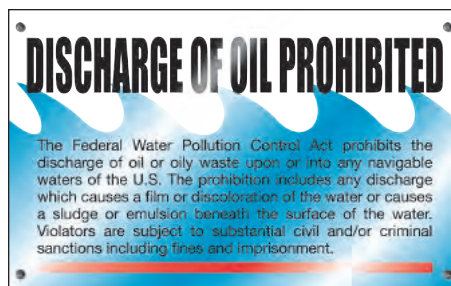 DISCHARGE OF OIL PROHIBITED
The Federal Water Pollution Control Act prohibits the
discharge of oil or oily waste upon or into any navigable
waters of the U.S. The prohibition includes any discharge
which causes a film or discoloration of the water or causes
a sludge or emulsion beneath the surface of the water.
Violators are subject to substantial civil and/or criminal
sanctions including fines and imprisonment.